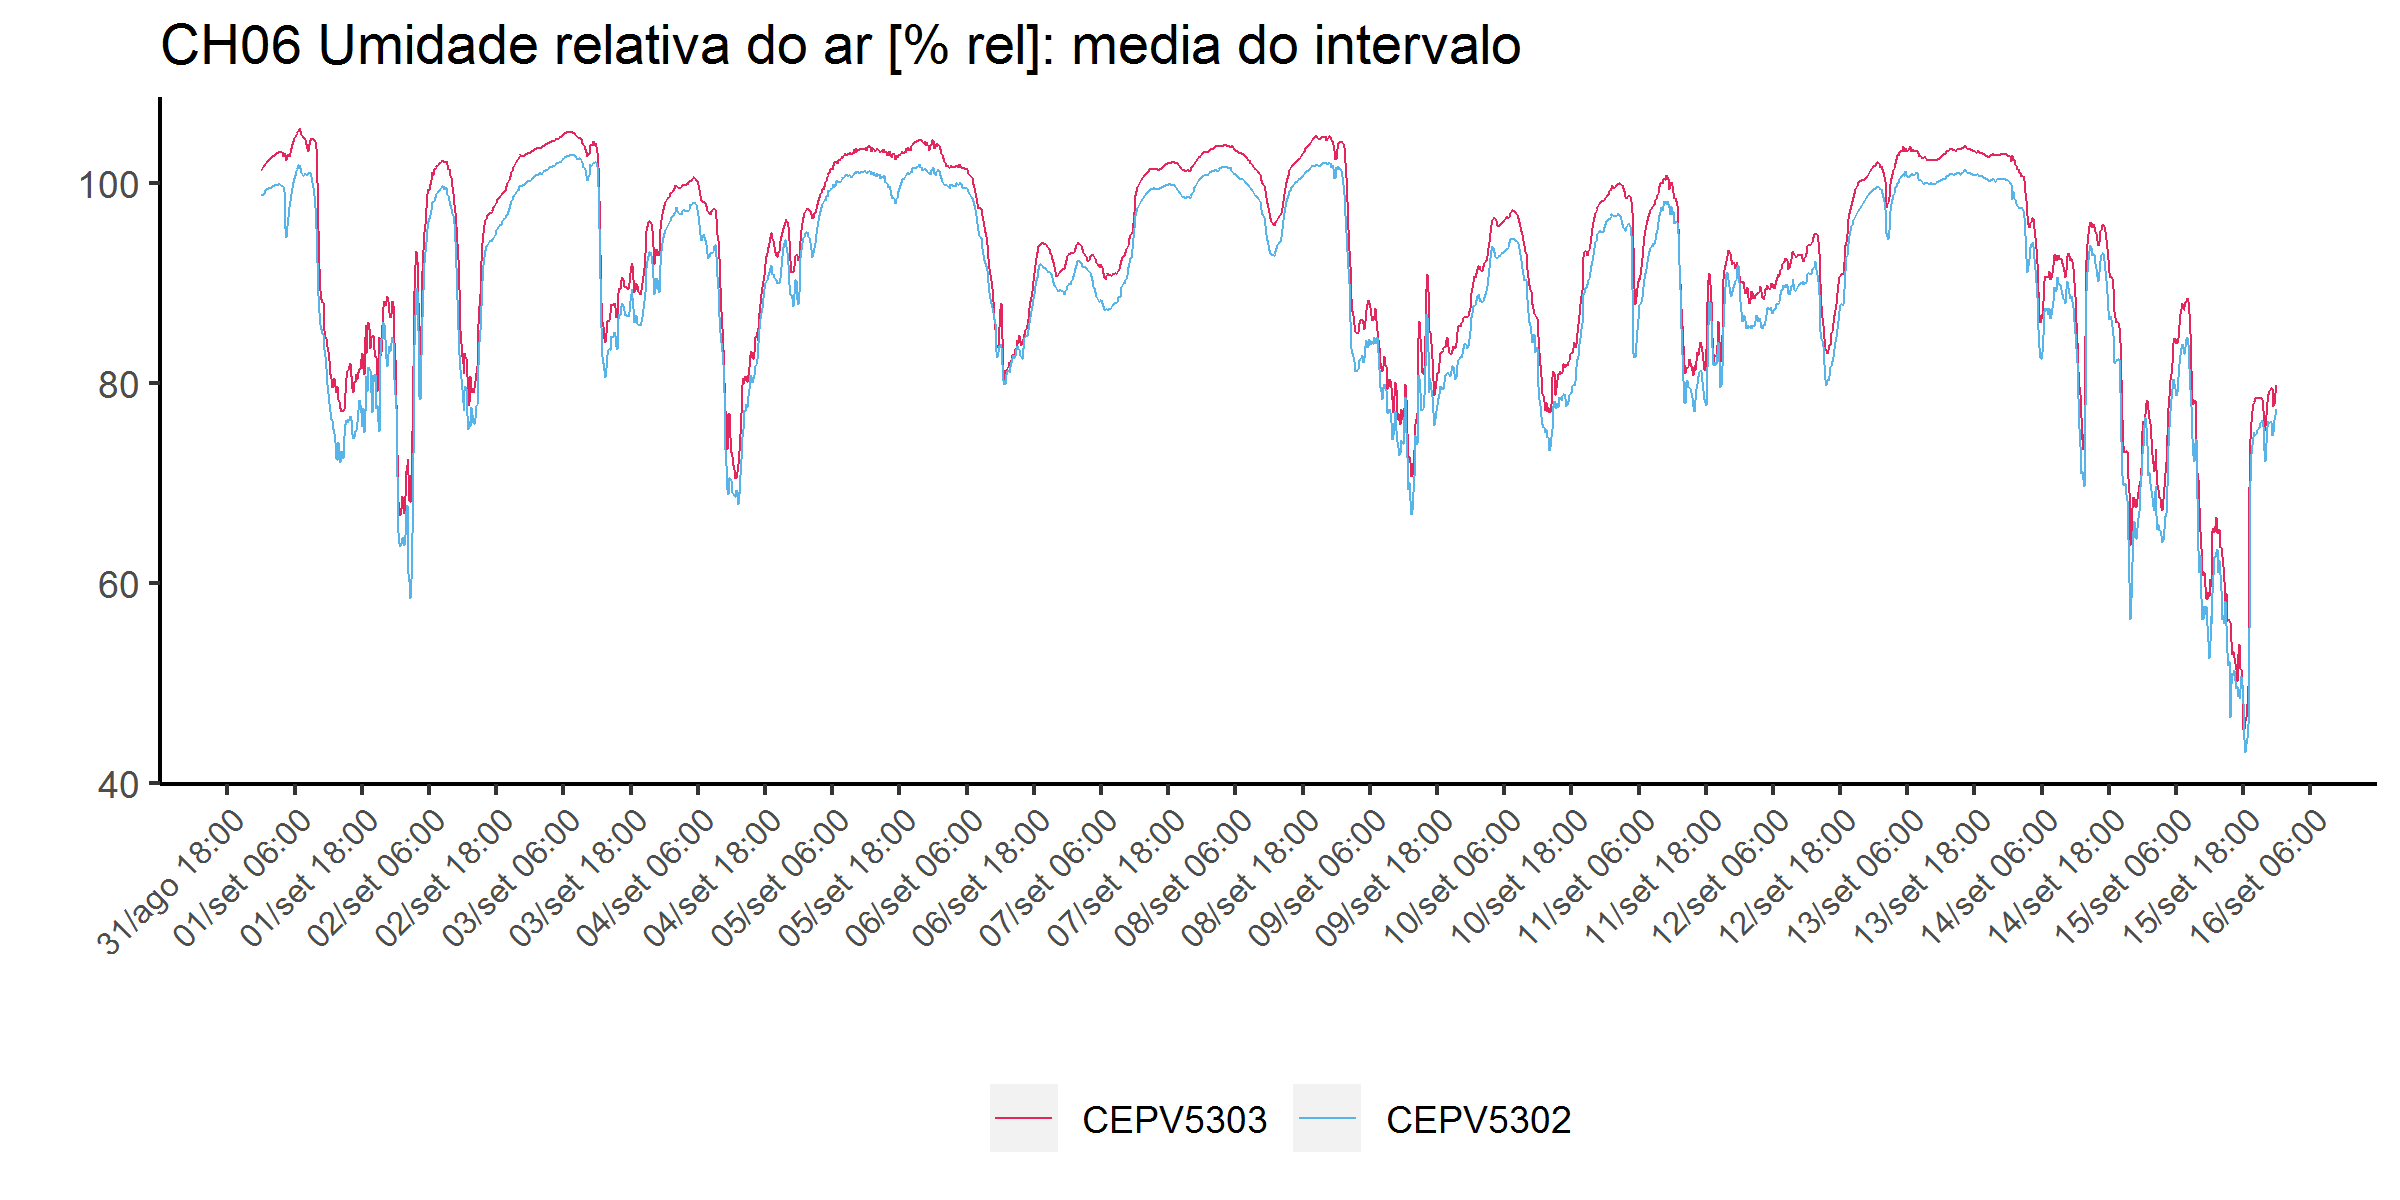 CH06 Umidade relativa do ar [% rel]: media do intervalo
100
80
60
40
31/ago 18:00
01/set 06:00
01/set 18:00
02/set 06:00
02/set 18:00
03/set 06:00
03/set 18:00
04/set 06:00
04/set 18:00
05/set 06:00
05/set 18:00
06/set 06:00
06/set 18:00
07/set 06:00
07/set 18:00
08/set 06:00
08/set 18:00
09/set 06:00
09/set 18:00
10/set 06:00
10/set 18:00
11/set 06:00
11/set 18:00
12/set 06:00
12/set 18:00
13/set 06:00
13/set 18:00
14/set 06:00
14/set 18:00
15/set 06:00
15/set 18:00
16/set 06:00
CEPV5303 CEPV5302